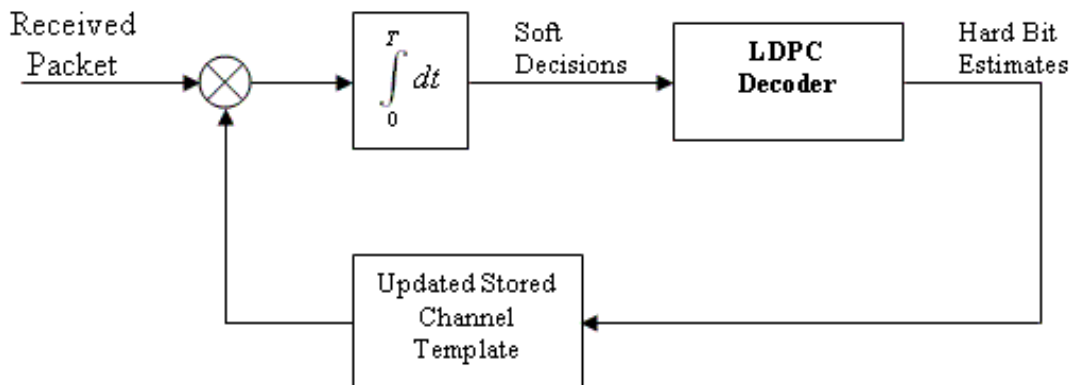 Received
Packet
T
∫ dt
0
Soft
Decisions
LDPC
Decoder
Hard Bit
Estimates
Updated Stored
Channel
Template